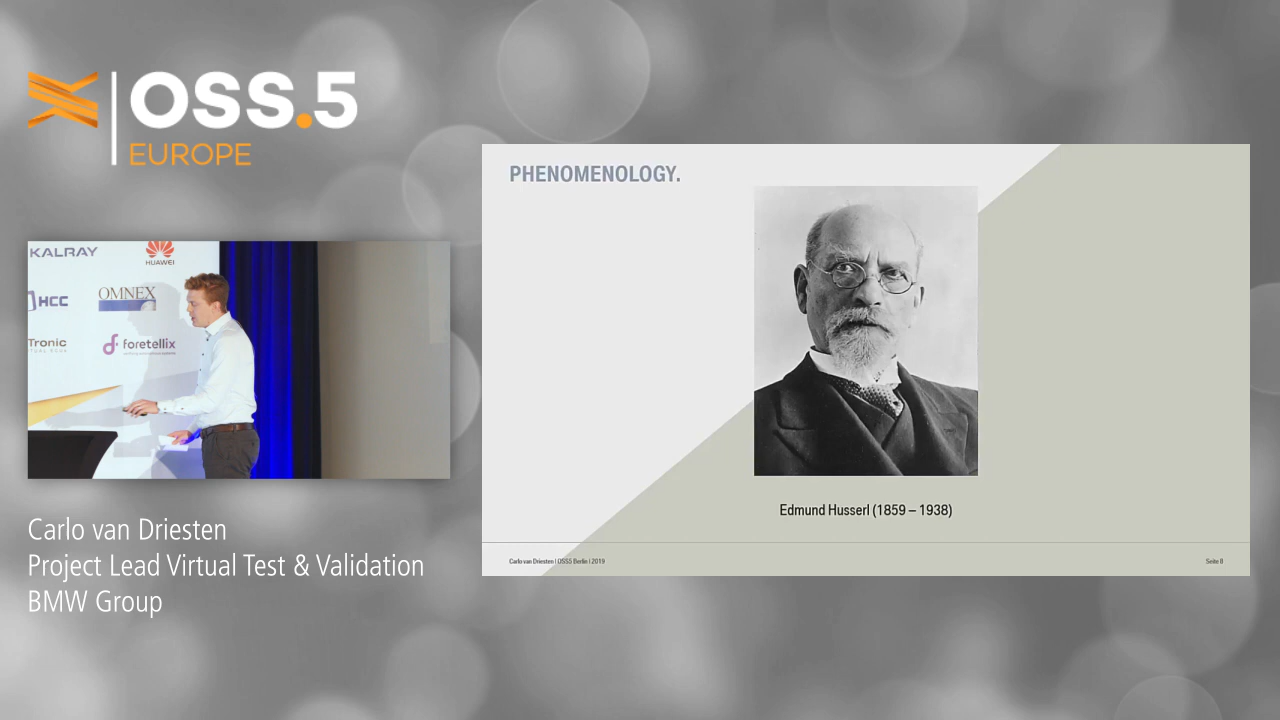 OSS.5
EUROPE
KALRAY
HUAWEI
HCC
OMNEX
Tronic
foretellix
Carlo van Driesten
Project Lead Virtual Test & Validation
BMW Group
PHENOMENOLOGY.
Edmund Husserl (1859 – 1938)
Carlo van Driesten | OSS5 Berlin | 2019
Seite 8